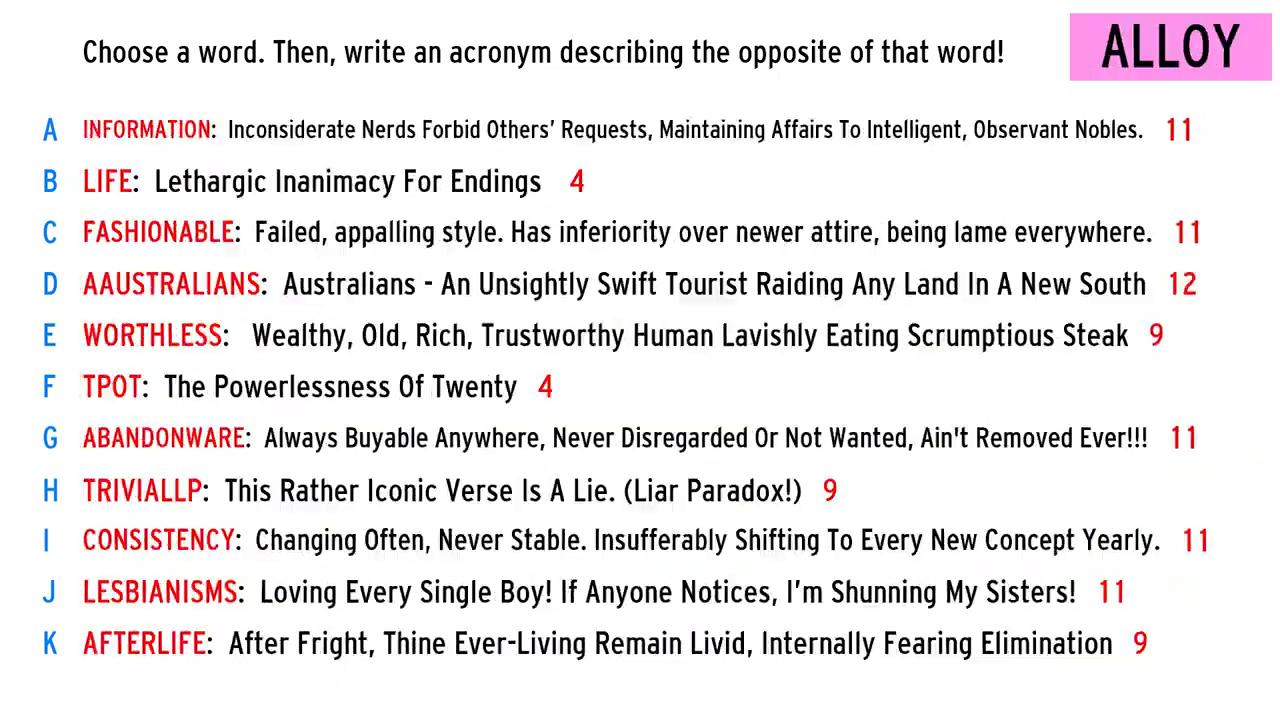 Choose a word. Then, write an acronym describing the opposite of that word!
ALLOY
A INFORMATION: Inconsiderate Nerds Forbid Others’ Requests, Maintaining Affairs To Intelligent, Observant Nobles. 11
B LIFE: Lethargic Inanimacy For Endings 4
C FASHIONABLE: Failed, appalling style. Has inferiority over newer attire, being lame everywhere. 11
D AAUSTRALIANS: Australians - An Unsightly Swift Tourist Raiding Any Land In A New South 12
E WORTHLESS: Wealthy, Old, Rich, Trustworthy Human Lavishly Eating Scrumptious Steak 9
F TPOT: The Powerlessness Of Twenty 4
G ABANDONWARE: Always Buyable Anywhere, Never Disregarded Or Not Wanted, Ain't Removed Ever!!! 11
H TRIVIALLP: This Rather Iconic Verse Is A Lie. (Liar Paradox!) 9
I CONSISTENCY: Changing Often, Never Stable. Insufferably Shifting To Every New Concept Yearly. 11
J LESBIANISMS: Loving Every Single Boy! If Anyone Notices, I’m Shunning My Sisters! 11
K AFTERLIFE: After Fright, Thine Ever-Living Remain Livid, Internally Fearing Elimination 9